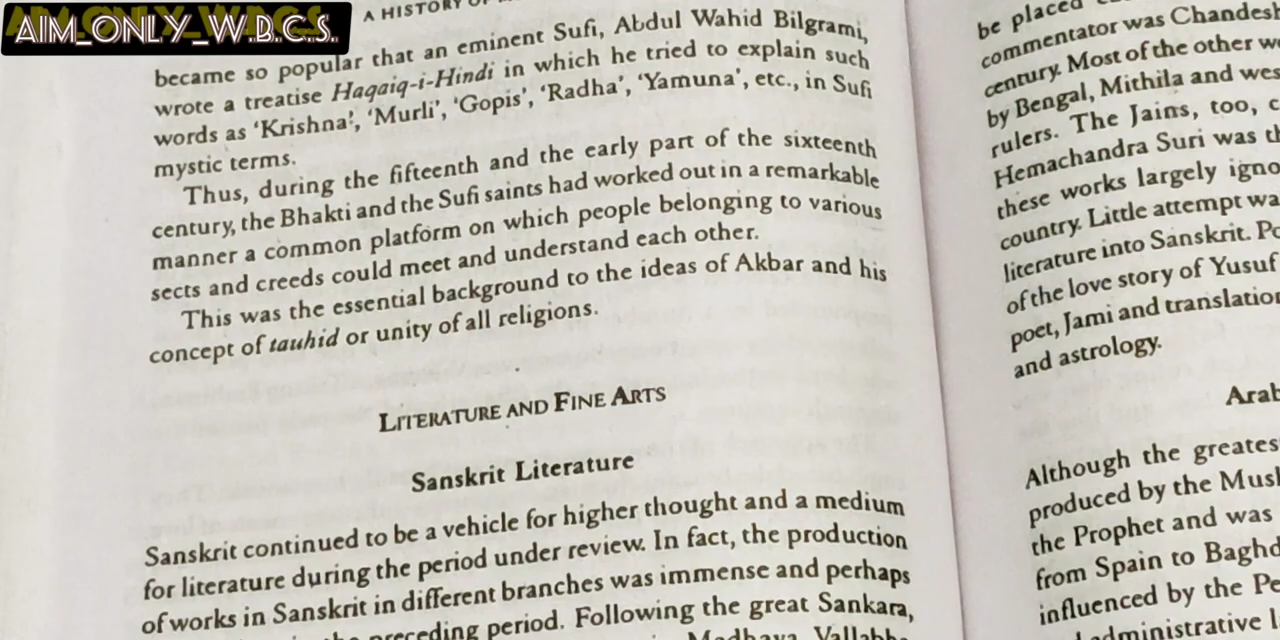 AIM_ONLY_W.B.C.S.
A HISTORY
became so popular that an eminent Sufi, Abdul Wahid Bilgrami,
wrote a treatise Haqaiq-i-Hindi in which he tried to explain such
words as ‘Krishna’, ‘Murli’, ‘Gopis’, ‘Radha’, ‘Yamuna’, etc., in Sufi
mystic terms.
Thus, during the fifteenth and the early part of the sixteenth
century, the Bhakti and the Sufi saints had worked out in a remarkable
manner a common platform on which people belonging to various
sects and creeds could meet and understand each other.
This was the essential background to the ideas of Akbar and his
concept of tauhid or unity of all religions.
LITERATURE AND FINE ARTS
Sanskrit Literature
Sanskrit continued to be a vehicle for higher thought and a medium
for literature during the period under review. In fact, the production
of works in Sanskrit in different branches was immense and perhaps
preceding period. Following the great Sankara,
be placed
commentator was
century. Most of the other
by Bengal, Mithila and
rulers. The Jains, too,
Hemachandra Suri was
these works largely
country. Little attempt
literature into Sanskrit.
of the love story of Yusuf
poet, Jami and
and astrology.
Although the
produced by the
the Prophet and was
from Spain to
influenced by the